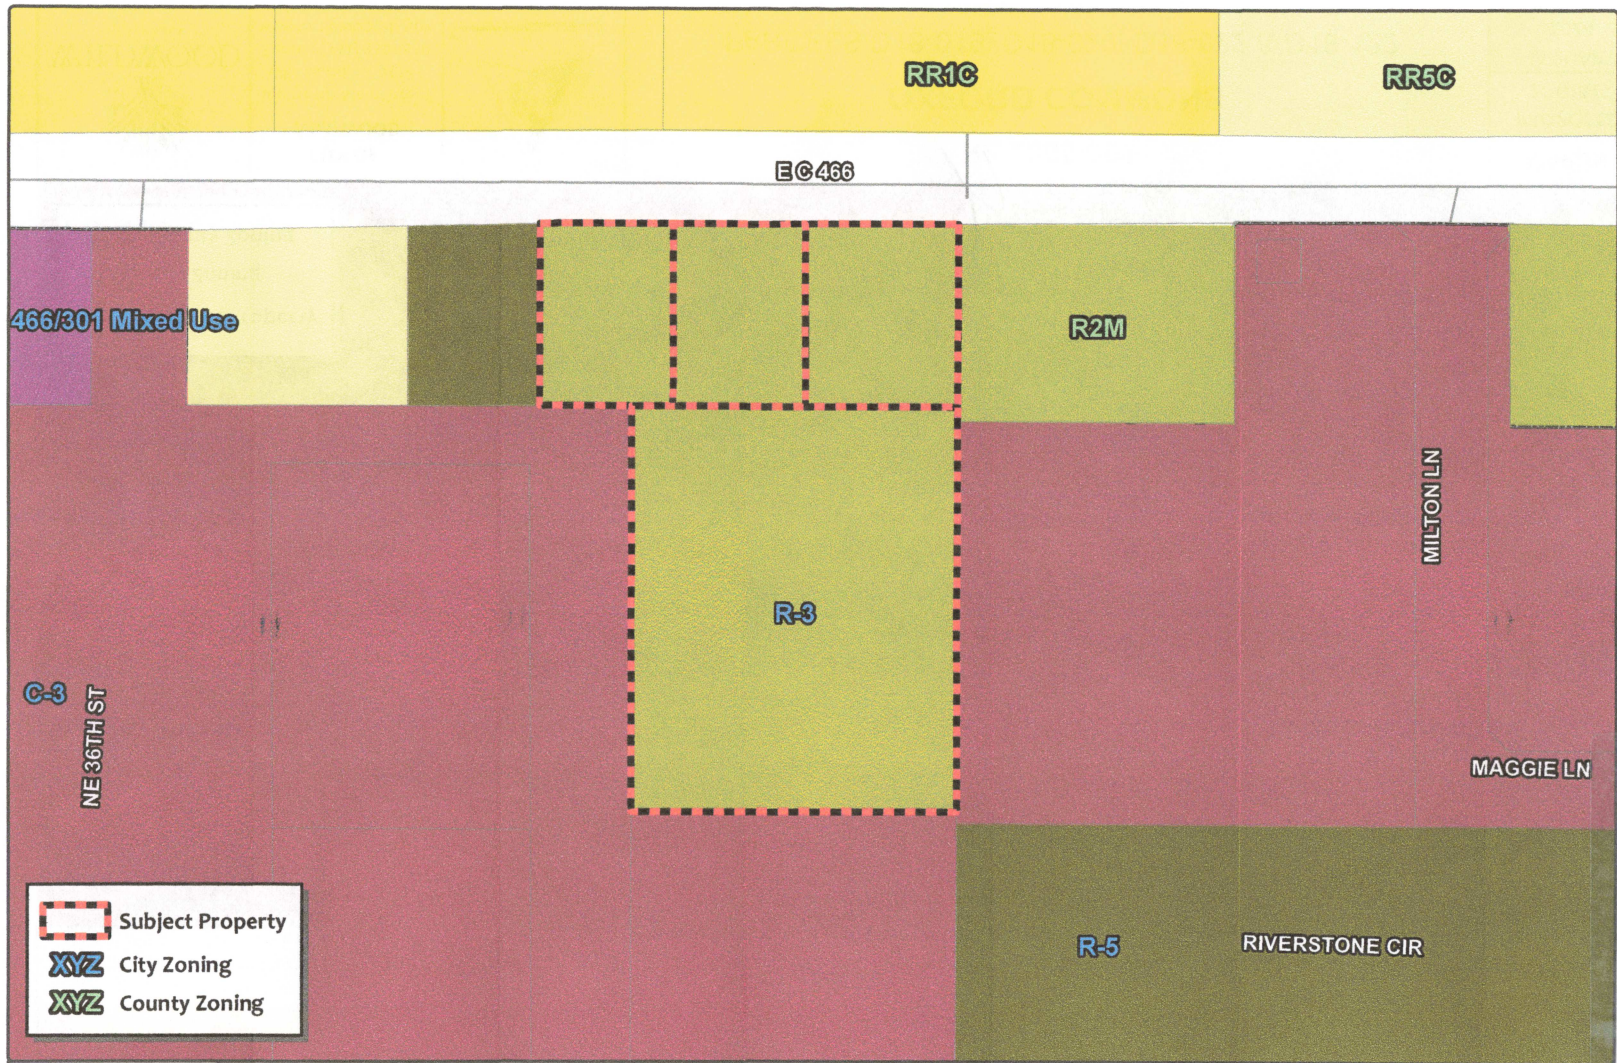 RR1C
RR5C
E C 466
466/301 Mixed Use
R2M
MILTON LN
R-3
C-3
NE 36TH ST
MAGGIE LN
Subject Property
XYZ City Zoning
XYZ County Zoning
R-5
RIVERSTONE CIR